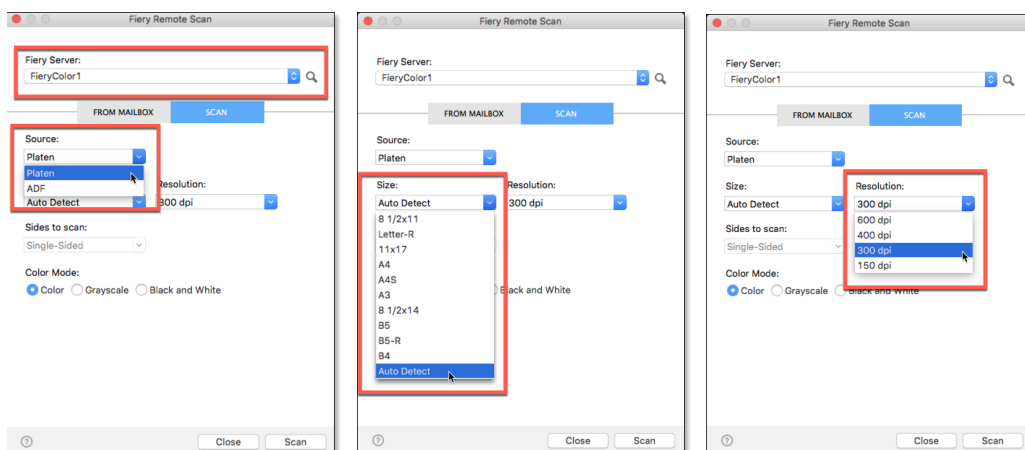 Fiery Remote Scan
Fiery Server:
FieryColor1
FROM MAILBOX SCAN
Source:
Platen
Platen
ADF
Resolution:
Auto Detect 300 dpi
Sides to scan:
Single-Sided
Color Mode:
Color Grayscale Black and White
? Close Scan
Fiery Remote Scan
Fiery Server:
FieryColor1
FROM MAILBOX SCAN
Source:
Platen
Size: Resolution:
Auto Detect 300 dpi
8 1/2x11
Letter-R
11x17
A4
A4S
A3
8 1/2x14
B5
B5-R
B4
Auto Detect
Black and White
? Close Scan
Fiery Remote Scan
Fiery Server:
FieryColor1
FROM MAILBOX SCAN
Source:
Platen
Size: Resolution:
Auto Detect 300 dpi
600 dpi
Sides to scan: 400 dpi
Single-Sided 300 dpi
150 dpi
Color Mode:
Color Grayscale Black and White
? Close Scan